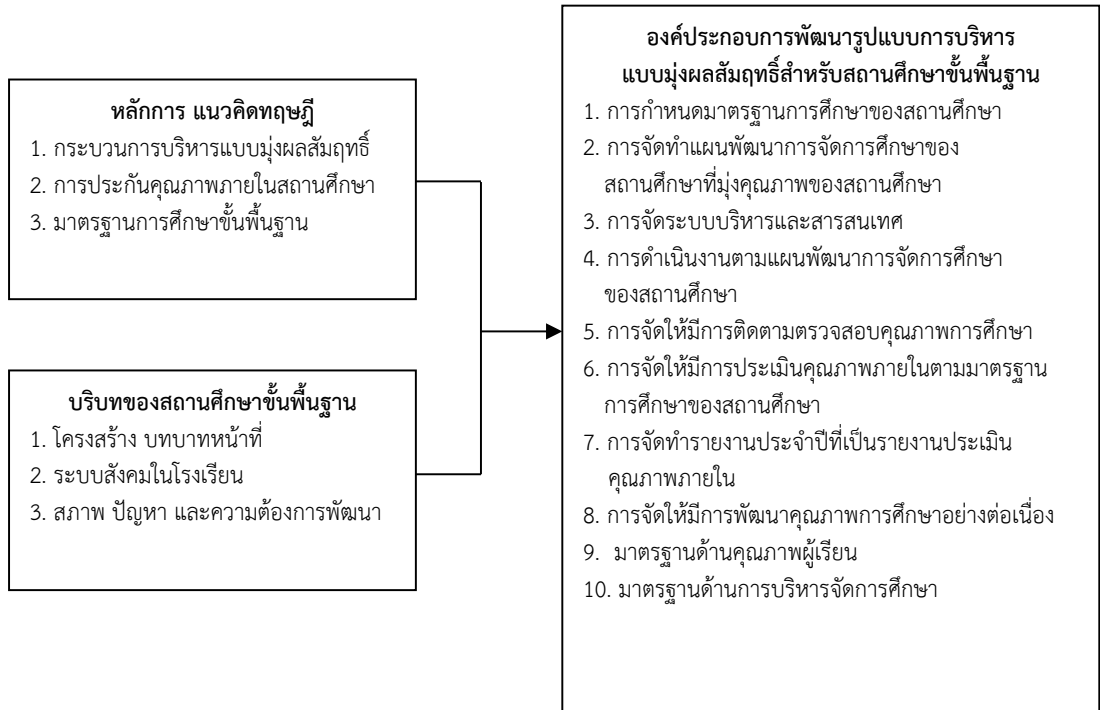 หลักการ แนวคิดทฤษฎี
1. กระบวนการบริหารแบบมุ่งผลสัมฤทธิ์
2. การประกันคุณภาพภายในสถานศึกษา
3. มาตรฐานการศึกษาขั้นพื้นฐาน
บริบทของสถานศึกษาขั้นพื้นฐาน
1. โครงสร้าง บทบาทหน้าที่
2. ระบบสังคมในโรงเรียน
3. สภาพ ปัญหา และความต้องการพัฒนา
องค์ประกอบการพัฒนารูปแบบการบริหาร
แบบมุ่งผลสัมฤทธิ์สำหรับสถานศึกษาขั้นพื้นฐาน
1. การกำหนดมาตรฐานการศึกษาของสถานศึกษา
2. การจัดทำแผนพัฒนาการจัดการศึกษาของ
สถานศึกษาที่มุ่งคุณภาพของสถานศึกษา
3. การจัดระบบบริหารและสารสนเทศ
4. การดำเนินงานตามแผนพัฒนาการจัดการศึกษา
ของสถานศึกษา
5. การจัดให้มีการติดตามตรวจสอบคุณภาพการศึกษา
6. การจัดให้มีการประเมินคุณภาพภายในตามมาตรฐาน
การศึกษาของสถานศึกษา
7. การจัดทำรายงานประจำปีที่เป็นรายงานประเมิน
คุณภาพภายใน
8. การจัดให้มีการพัฒนาคุณภาพการศึกษาอย่างต่อเนื่อง
9. มาตรฐานด้านคุณภาพผู้เรียน
10. มาตรฐานด้านการบริหารจัดการศึกษา